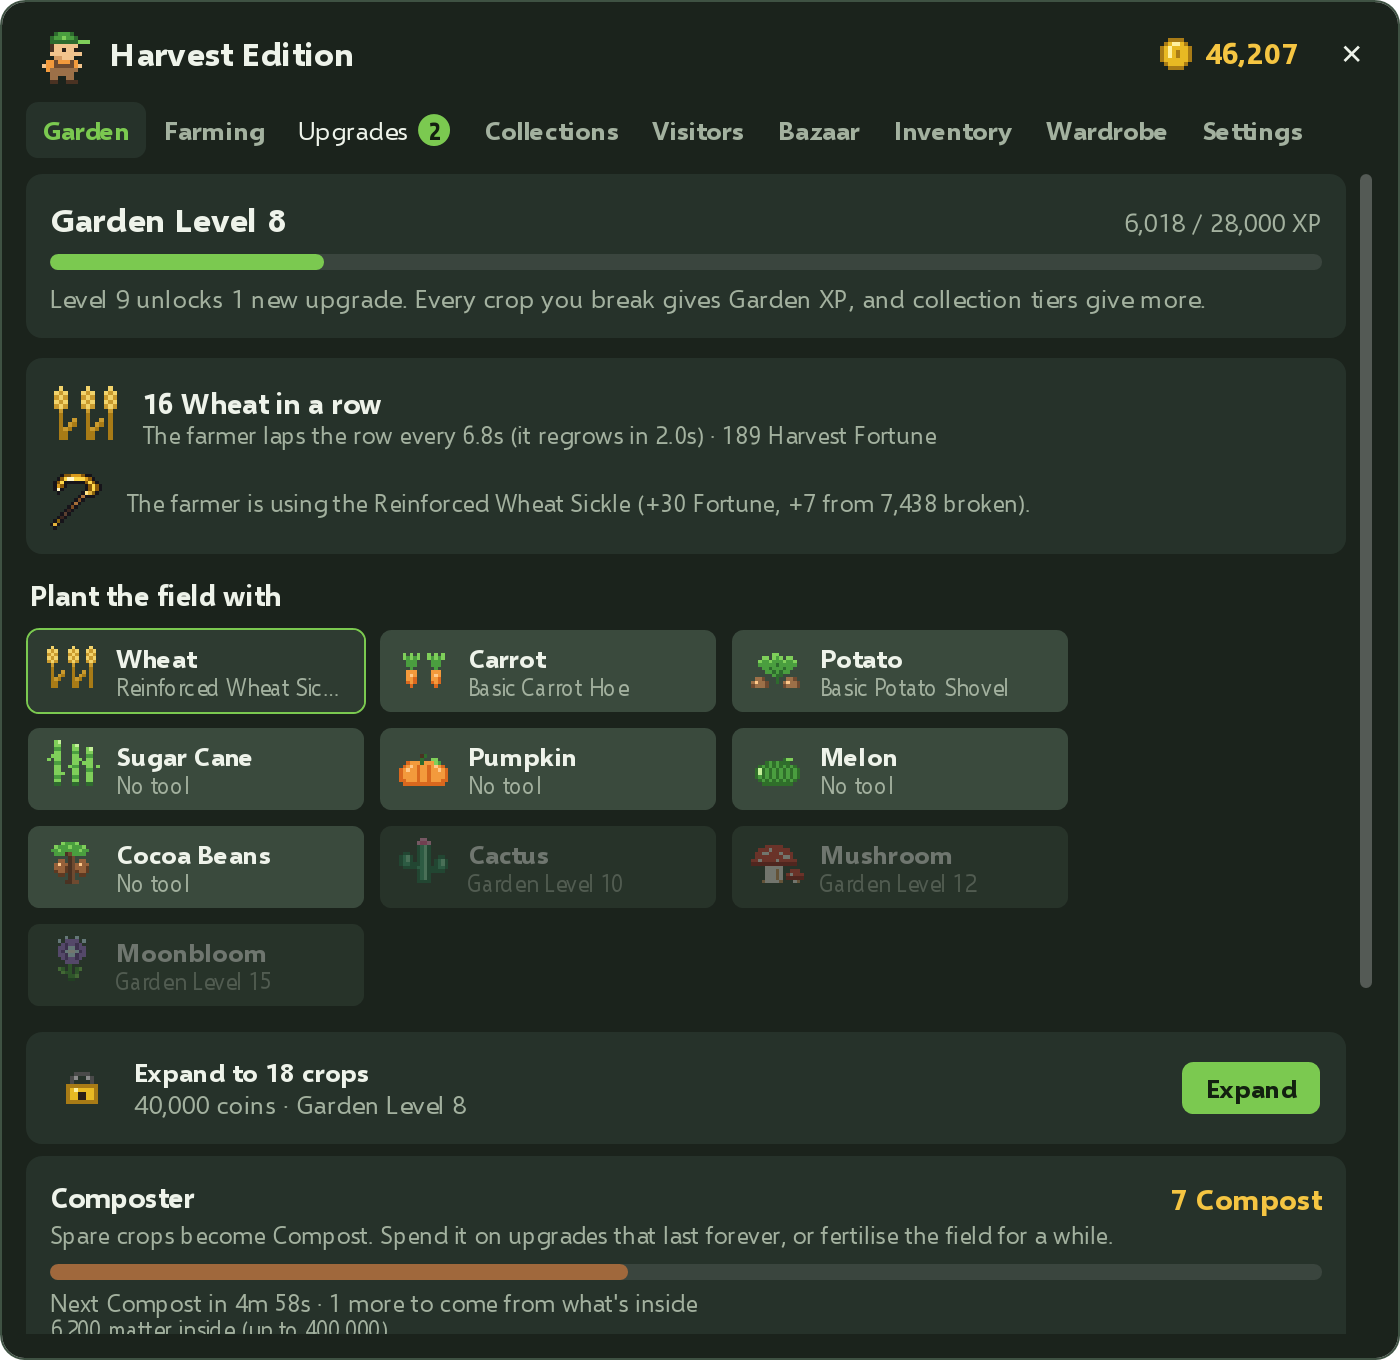 Harvest Edition
46,207
×
Garden Farming Upgrades 2 Collections Visitors Bazaar Inventory Wardrobe Settings
Garden Level 8
6,018 / 28,000 XP
Level 9 unlocks 1 new upgrade. Every crop you break gives Garden XP, and collection tiers give more.
16 Wheat in a row
The farmer laps the row every 6.8s (it regrows in 2.0s) · 189 Harvest Fortune
The farmer is using the Reinforced Wheat Sickle (+30 Fortune, +7 from 7,438 broken).
Plant the field with
Wheat
Reinforced Wheat Sic...
Carrot
Basic Carrot Hoe
Potato
Basic Potato Shovel
Sugar Cane
No tool
Pumpkin
No tool
Melon
No tool
Cocoa Beans
No tool
Cactus
Garden Level 10
Mushroom
Garden Level 12
Moonbloom
Garden Level 15
Expand to 18 crops
40,000 coins · Garden Level 8
Expand
Composter
7 Compost
Spare crops become Compost. Spend it on upgrades that last forever, or fertilise the field for a while.
Next Compost in 4m 58s · 1 more to come from what's inside
6,200 matter inside (up to 400,000)